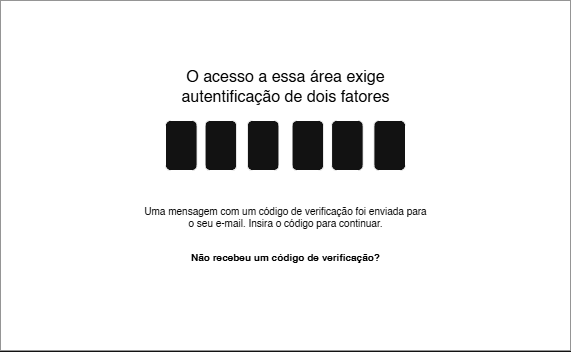 O acesso a essa área exige
autentificação de dois fatores
Uma mensagem com um código de verificação foi enviada para
o seu e-mail. Insira o código para continuar.
Não recebeu um código de verificação?